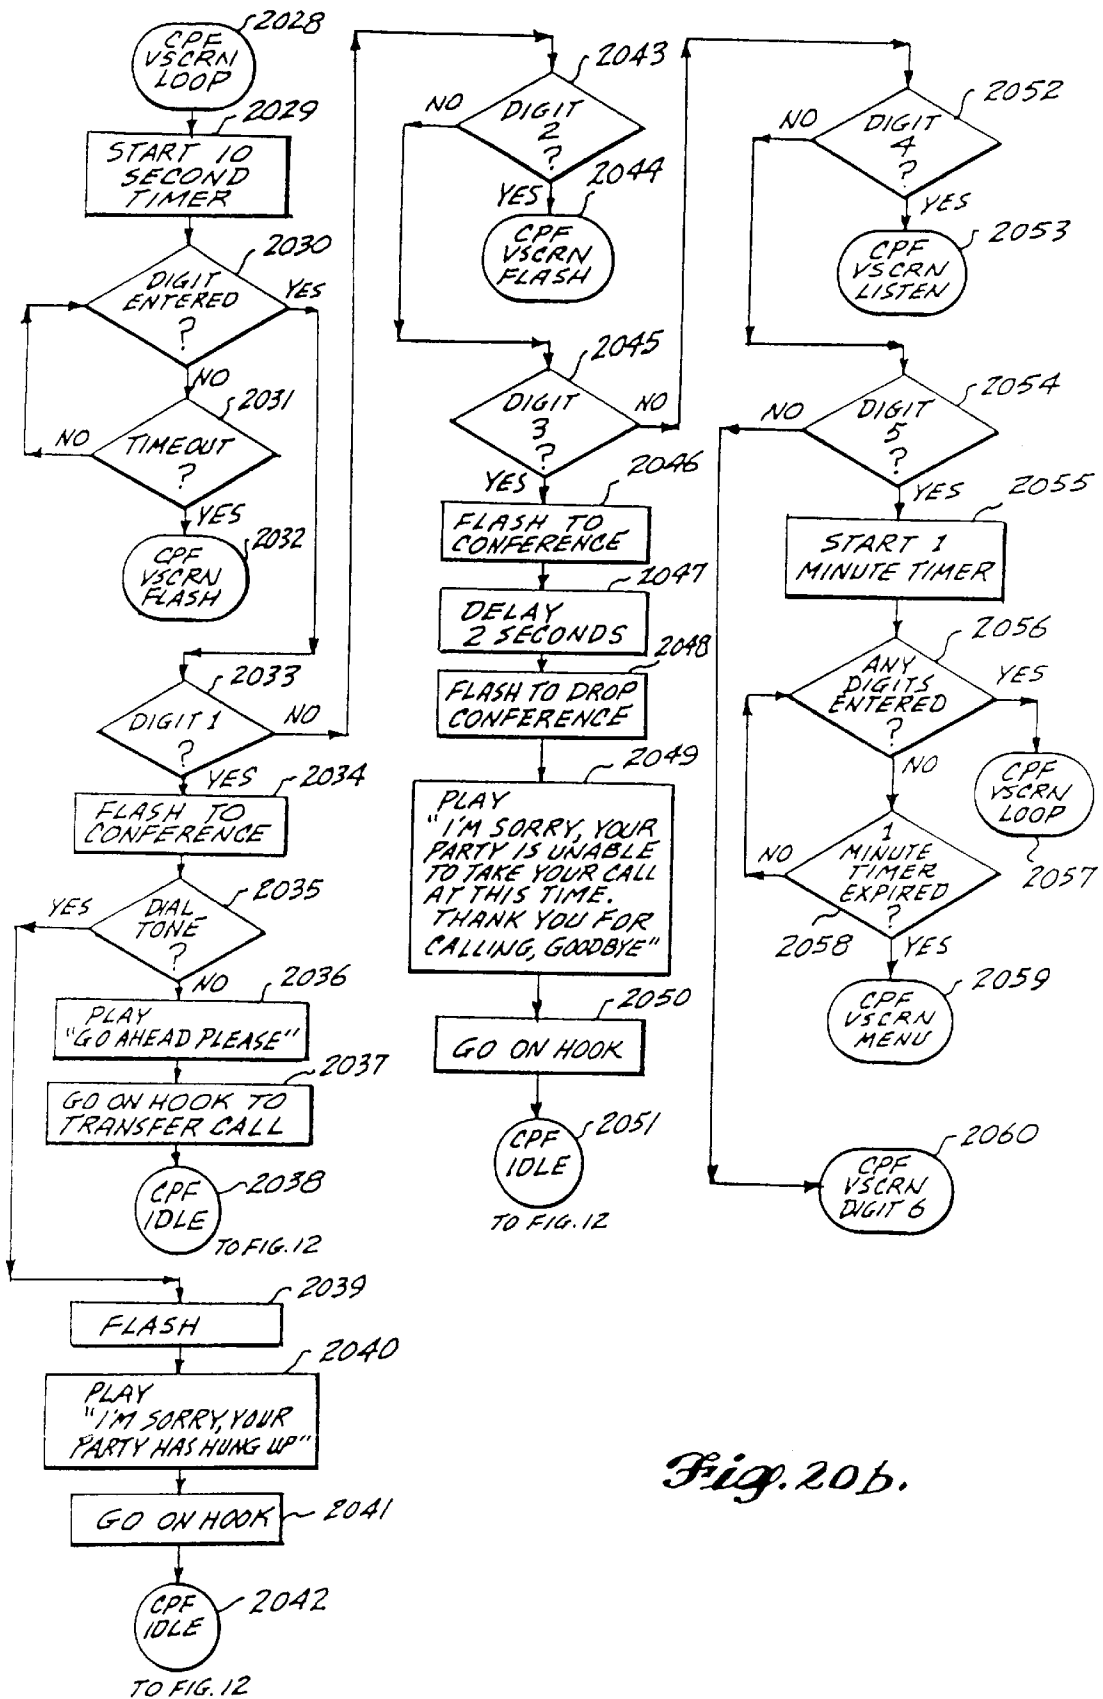 2028
CPF
VSCRN
LOOP
2029
START 10
SECOND
TIMER
2030
DIGIT
ENTERED
?
YES
NO
2031
TIMEOUT
?
NO
YES
2032
CPF
VSCRN
FLASH
2033
DIGIT 1
?
NO
YES
2034
FLASH TO
CONFERENCE
2035
DIAL
TONE
?
YES
NO
2036
PLAY
"GO AHEAD PLEASE"
2037
GO ON HOOK TO
TRANSFER CALL
2038
CPF
IDLE
TO FIG. 12
2039
FLASH
2040
PLAY
"I'M SORRY, YOUR
PARTY HAS HUNG UP"
GO ON HOOK
2041
CPF
IDLE
2042
TO FIG. 12
2043
DIGIT
2
?
NO
YES
2044
CPF
VSCRN
FLASH
2045
DIGIT
3
?
NO
YES
2046
FLASH TO
CONFERENCE
2047
DELAY
2 SECONDS
2048
FLASH TO DROP
CONFERENCE
2049
PLAY
"I'M SORRY, YOUR
PARTY IS UNABLE
TO TAKE YOUR CALL
AT THIS TIME.
THANK YOU FOR
CALLING, GOODBYE"
2050
GO ON HOOK
2051
CPF
IDLE
TO FIG. 12
2052
DIGIT
4
?
NO
YES
2053
CPF
VSCRN
LISTEN
2054
DIGIT
5
?
NO
YES
2055
START 1
MINUTE TIMER
2056
ANY
DIGITS
ENTERED
?
YES
NO
CPF
VSCRN
LOOP
2057
1
MINUTE
TIMER
EXPIRED
?
NO
2058
YES
2059
CPF
VSCRN
MENU
2060
CPF
VSCRN
DIGIT 6
Fig. 20b.